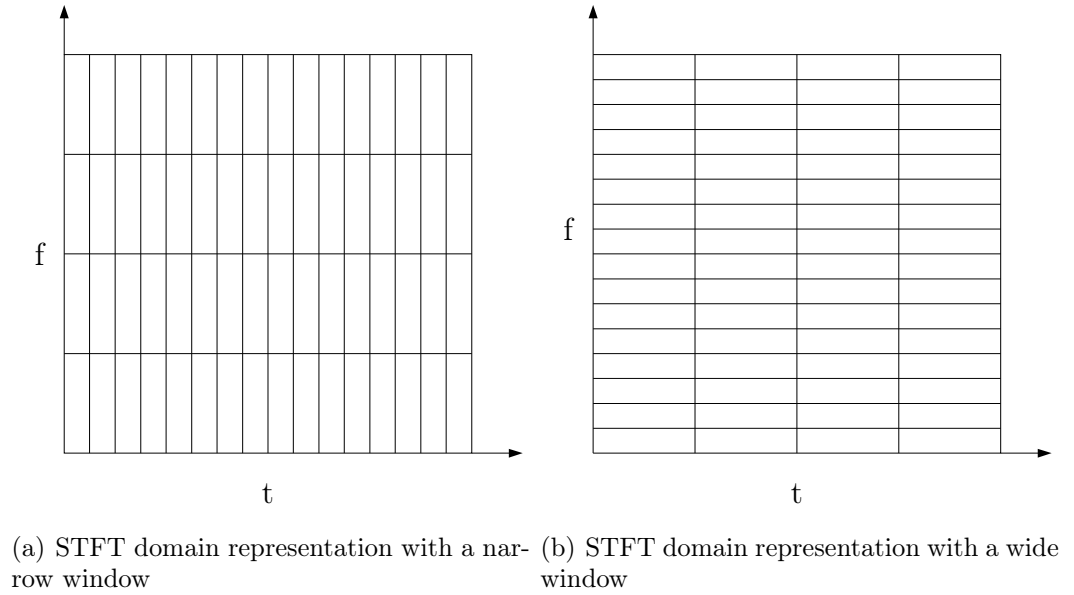 f
t
(a) STFT domain representation with a nar-
row window
f
t
(b) STFT domain representation with a wide
window